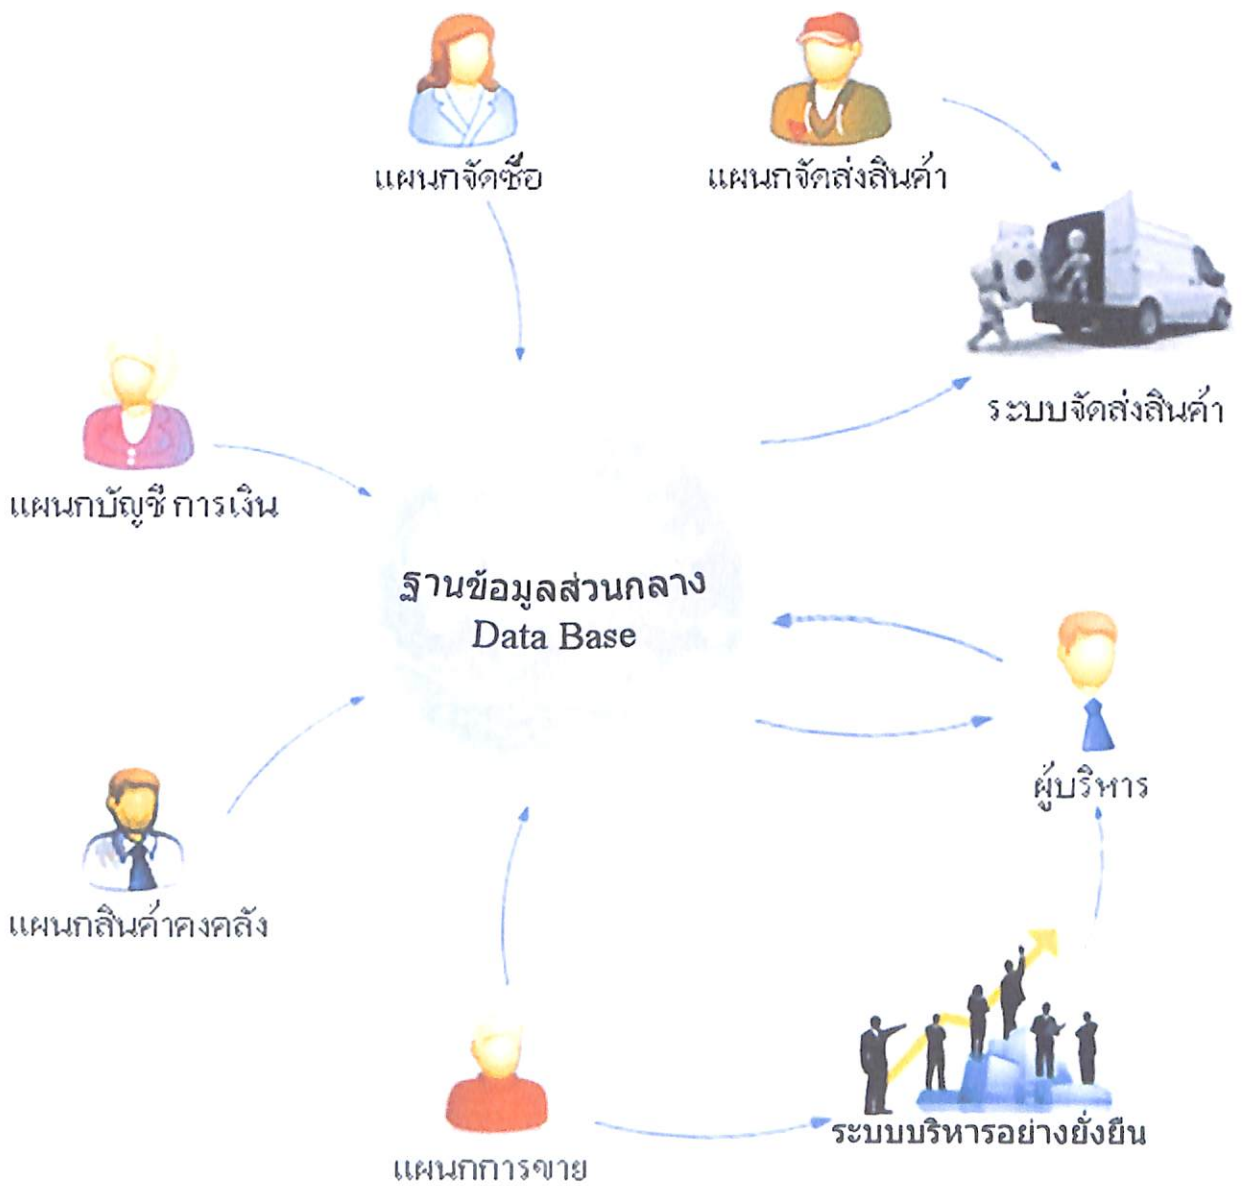 แผนกจัดซื้อ
แผนกจัดส่งสินค้า
ระบบจัดส่งสินค้า
แผนกบัญชี การเงิน
ฐานข้อมูลส่วนกลาง
Data Base
ผู้บริหาร
แผนกสินค้าคงคลัง
ระบบบริหารอย่างยั่งยืน
แผนกการขาย